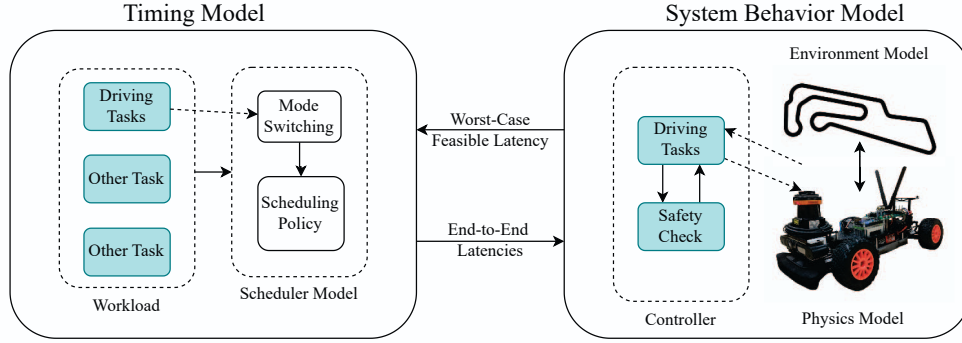 Timing Model
Driving
Tasks
Other Task
Other Task
Workload
Mode
Switching
Scheduling
Policy
Scheduler Model
Worst-Case
Feasible Latency
End-to-End
Latencies
System Behavior Model
Driving
Tasks
Safety
Check
Controller
Environment Model
Physics Model